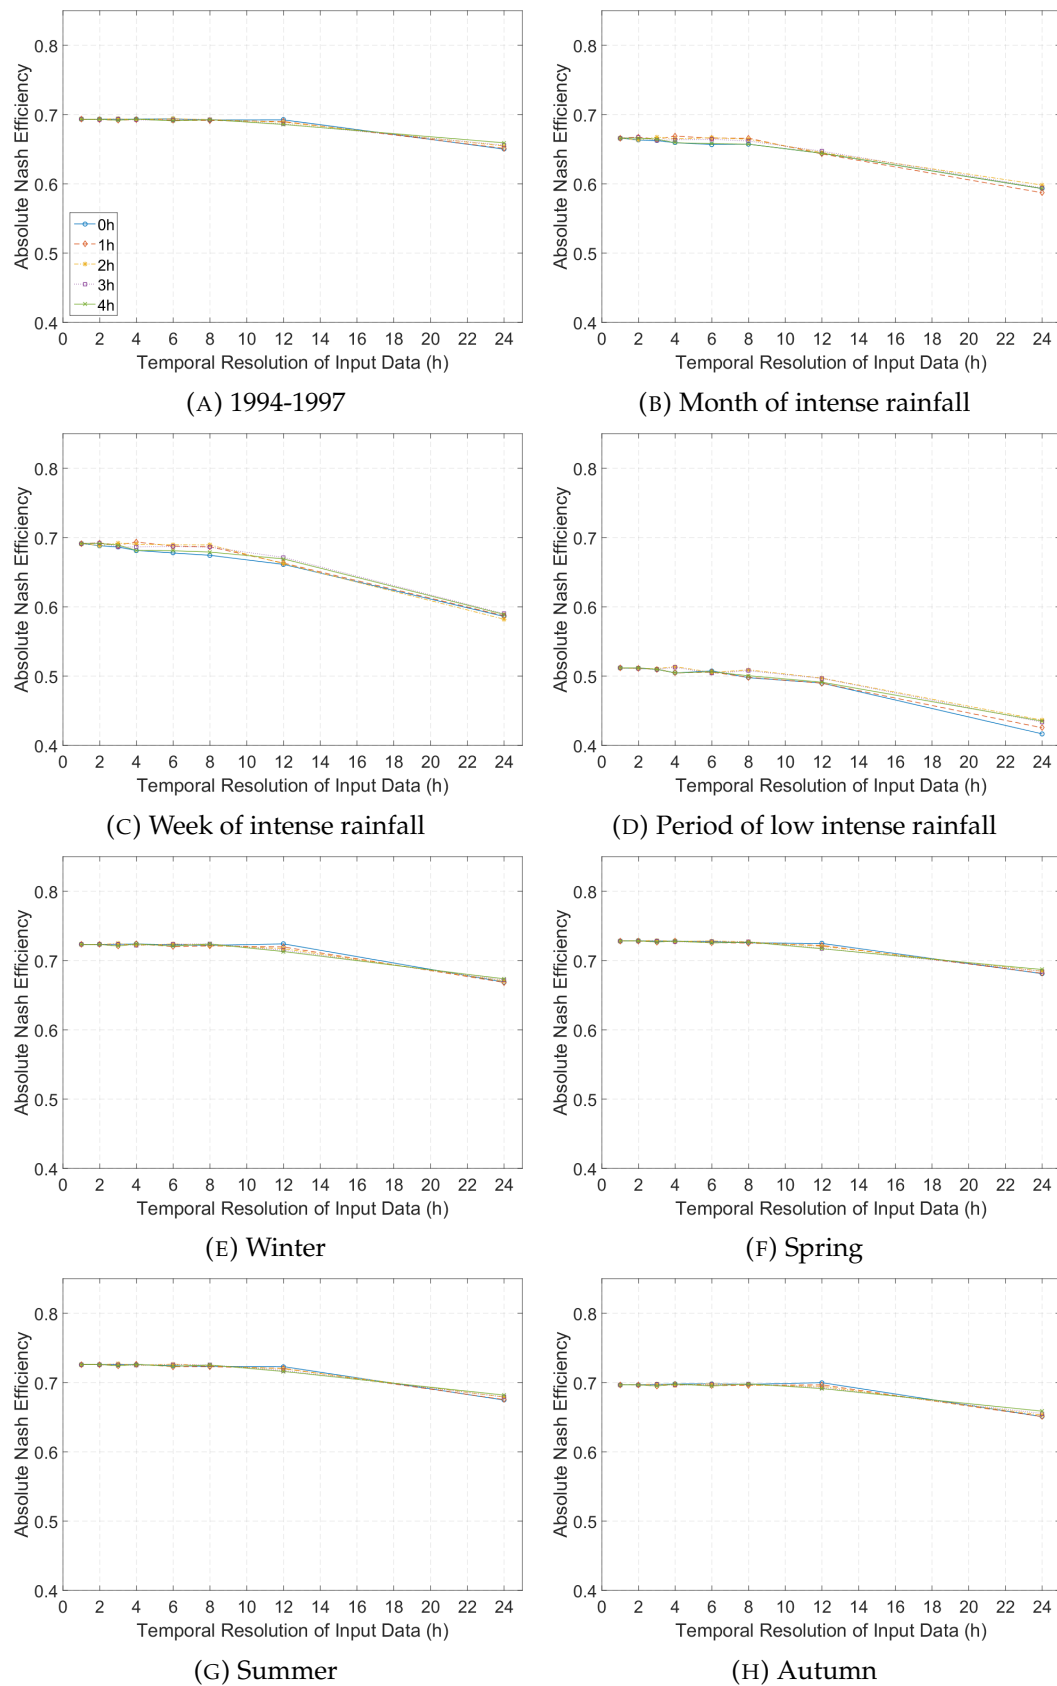 Absolute Nash Efficiency
0.8
0.7
0.6
0.5
0.4
0h
1h
2h
3h
4h
0 2 4 6 8 10 12 14 16 18 20 22 24
Temporal Resolution of Input Data (h)
(A) 1994-1997
Absolute Nash Efficiency
0.8
0.7
0.6
0.5
0.4
0 2 4 6 8 10 12 14 16 18 20 22 24
Temporal Resolution of Input Data (h)
(B) Month of intense rainfall
Absolute Nash Efficiency
0.8
0.7
0.6
0.5
0.4
0 2 4 6 8 10 12 14 16 18 20 22 24
Temporal Resolution of Input Data (h)
(C) Week of intense rainfall
Absolute Nash Efficiency
0.8
0.7
0.6
0.5
0.4
0 2 4 6 8 10 12 14 16 18 20 22 24
Temporal Resolution of Input Data (h)
(D) Period of low intense rainfall
Absolute Nash Efficiency
0.8
0.7
0.6
0.5
0.4
0 2 4 6 8 10 12 14 16 18 20 22 24
Temporal Resolution of Input Data (h)
(E) Winter
Absolute Nash Efficiency
0.8
0.7
0.6
0.5
0.4
0 2 4 6 8 10 12 14 16 18 20 22 24
Temporal Resolution of Input Data (h)
(F) Spring
Absolute Nash Efficiency
0.8
0.7
0.6
0.5
0.4
0 2 4 6 8 10 12 14 16 18 20 22 24
Temporal Resolution of Input Data (h)
(G) Summer
Absolute Nash Efficiency
0.8
0.7
0.6
0.5
0.4
0 2 4 6 8 10 12 14 16 18 20 22 24
Temporal Resolution of Input Data (h)
(H) Autumn